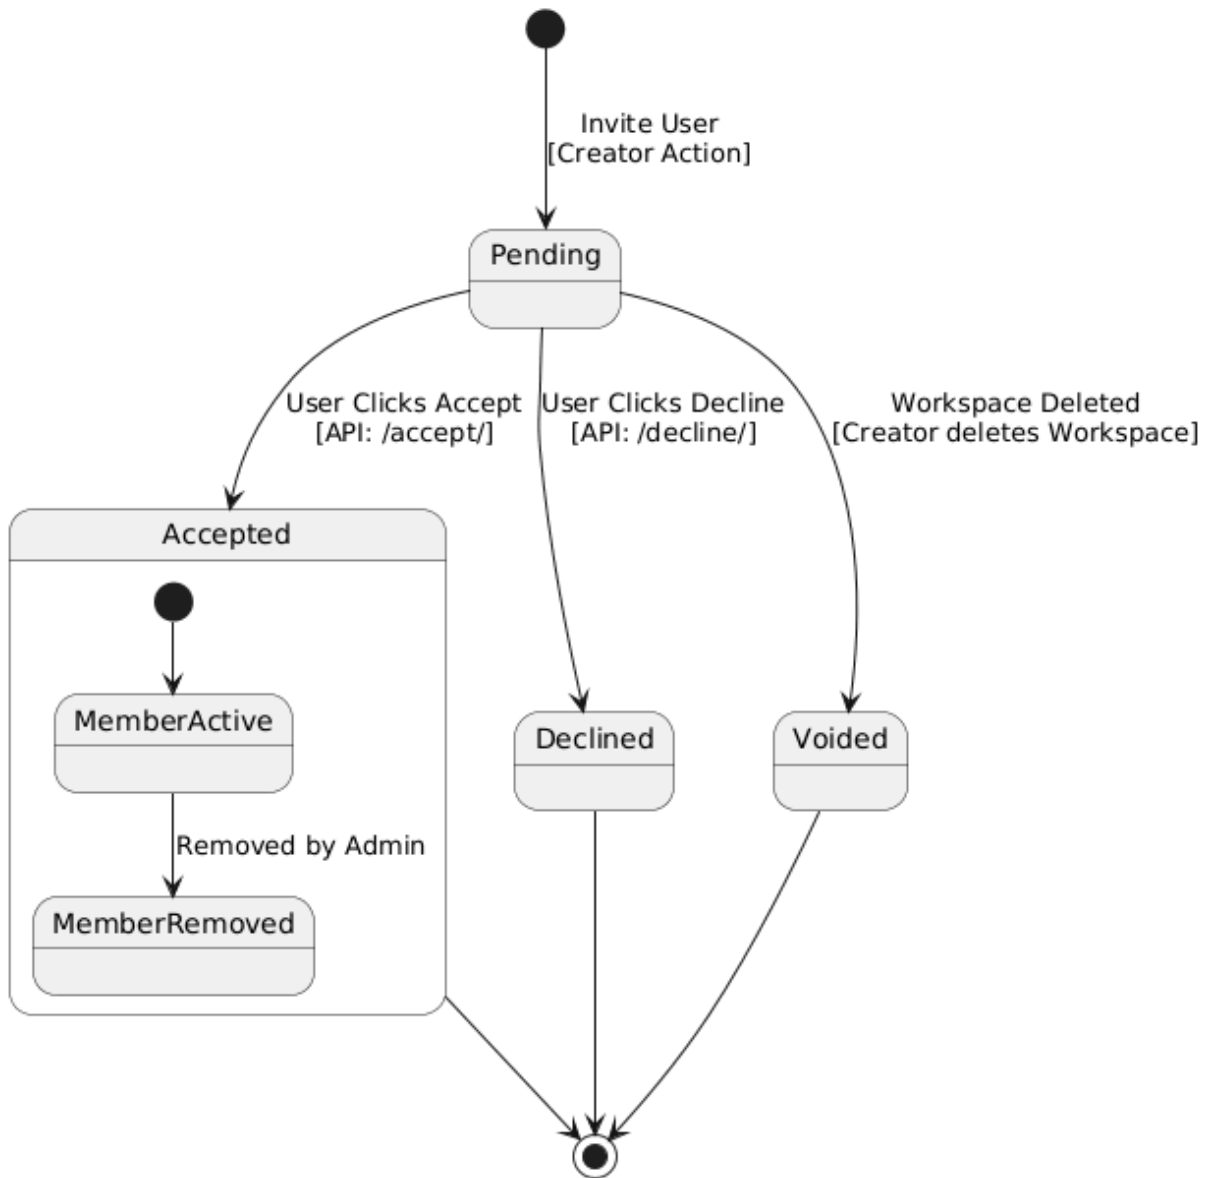 Invite User
[Creator Action]
Pending
User Clicks Accept
[API: /accept/]
User Clicks Decline
[API: /decline/]
Workspace Deleted
[Creator deletes Workspace]
Accepted
MemberActive
Removed by Admin
MemberRemoved
Declined
Voided